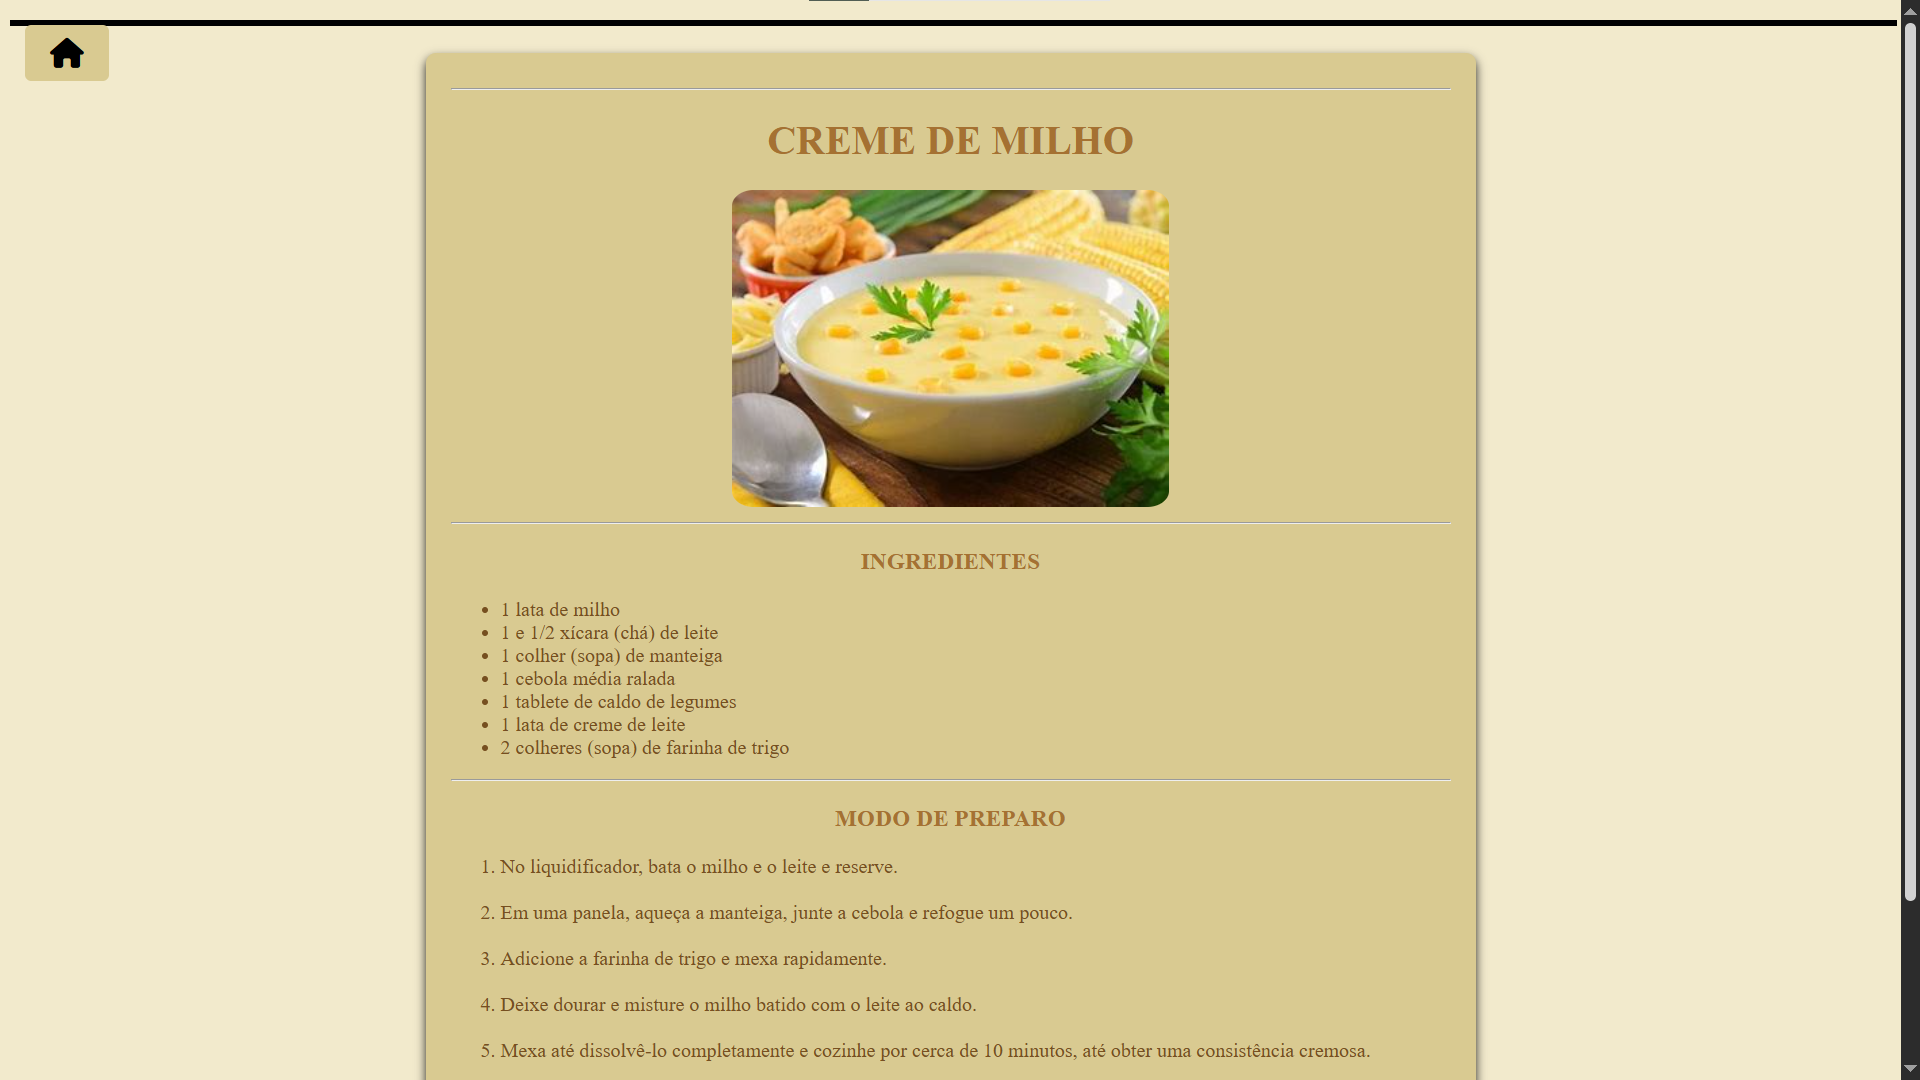 CREME DE MILHO
INGREDIENTES
• 1 lata de milho
• 1 e 1/2 xícara (chá) de leite
• 1 colher (sopa) de manteiga
• 1 cebola média ralada
• 1 tablete de caldo de legumes
• 1 lata de creme de leite
• 2 colheres (sopa) de farinha de trigo
MODO DE PREPARO
1. No liquidificador, bata o milho e o leite e reserve.
2. Em uma panela, aqueça a manteiga, junte a cebola e refogue um pouco.
3. Adicione a farinha de trigo e mexa rapidamente.
4. Deixe dourar e misture o milho batido com o leite ao caldo.
5. Mexa até dissolvê-lo completamente e cozinhe por cerca de 10 minutos, até obter uma consistência cremosa.